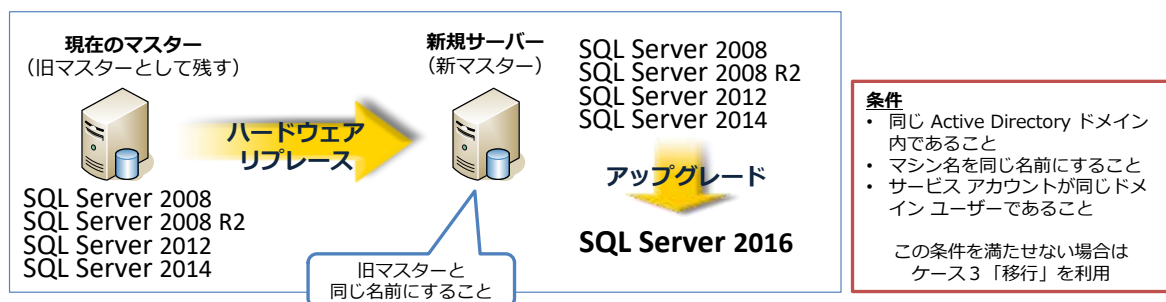 現在のマスター
（旧マスターとして残す）
SQL Server 2008
SQL Server 2008 R2
SQL Server 2012
SQL Server 2014
ハードウェア
リプレース
新規サーバー
（新マスター）
旧マスターと
同じ名前にすること
SQL Server 2008
SQL Server 2008 R2
SQL Server 2012
SQL Server 2014
アップグレード
SQL Server 2016
条件
• 同じ Active Directory ドメイン
内であること
• マシン名を同じ名前にすること
• サービス アカウントが同じドメ
イン ユーザーであること
この条件を満たせない場合は
ケース３「移行」を利用